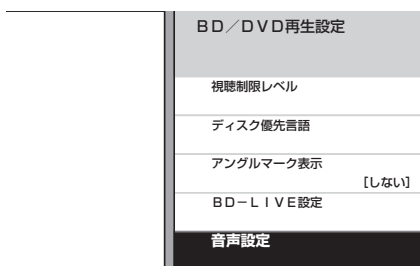 ＢＤ／ＤＶＤ再生設定
視聴制限レベル
ディスク優先言語
アングルマーク表示
［しない］
ＢＤ－ＬＩＶＥ設定
音声設定